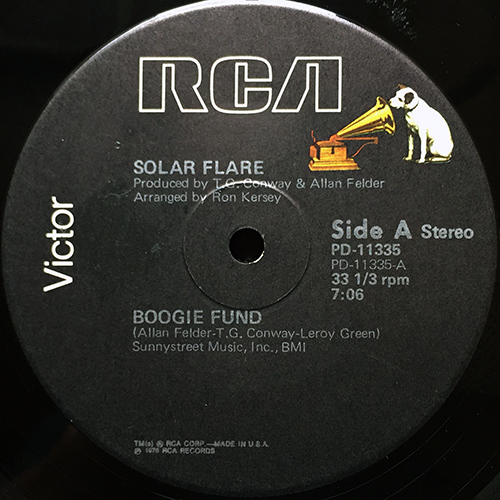 RCA
Victor
SOLAR FLARE
Produced by T.G. Conway & Allan Felder
Arranged by Ron Kersey
Side A Stereo
PD-11335
PD-11335-A
33 1/3 rpm
7:06
BOOGIE FUND
(Allan Felder-T.G. Conway-Leroy Green)
Sunnystreet Music, Inc., BMI
TM(s) ® RCA CORP.—MADE IN U.S.A.
℗ 1978 RCA RECORDS